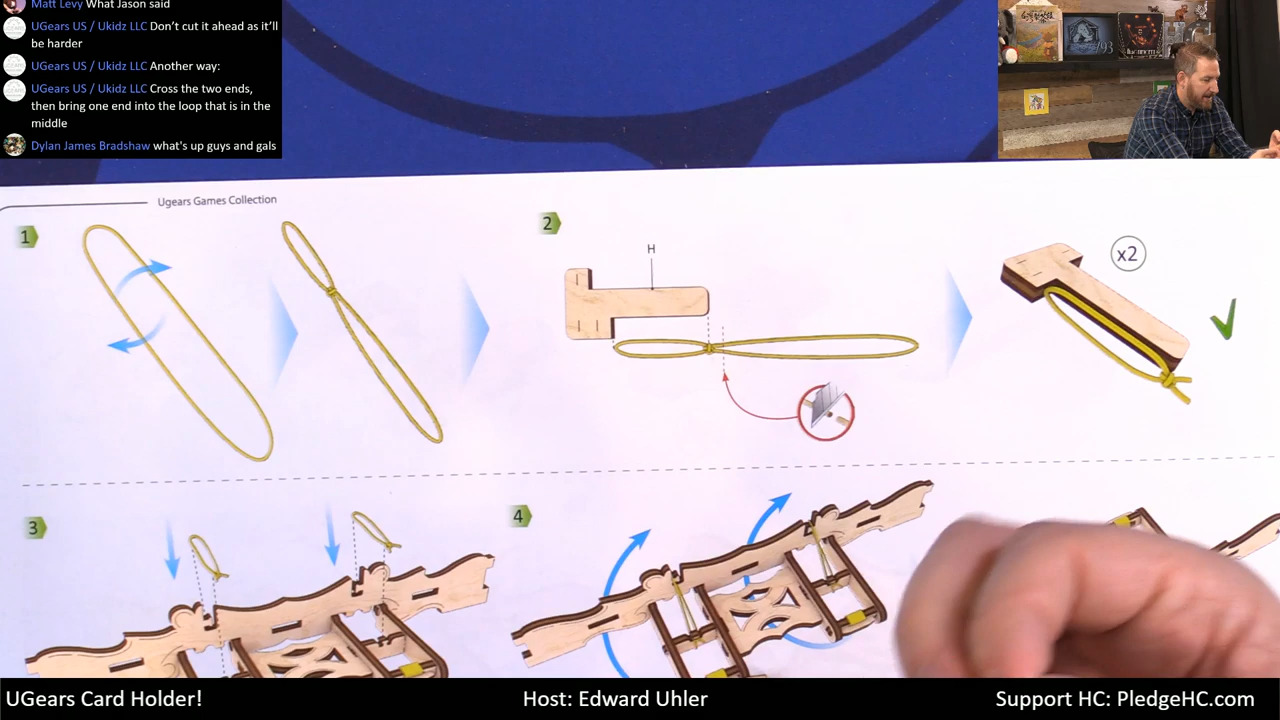 Matt Levy What Jason said
UGears US / Ukidz LLC Don't cut it ahead as it'll
be harder
UGears US / Ukidz LLC Another way:
UGears US / Ukidz LLC Cross the two ends,
then bring one end into the loop that is in the
middle
Dylan James Bradshaw what's up guys and gals
Ugears Games Collection
1
2
H
x2
3
4
UGears Card Holder!
Host: Edward Uhler
Support HC: PledgeHC.com